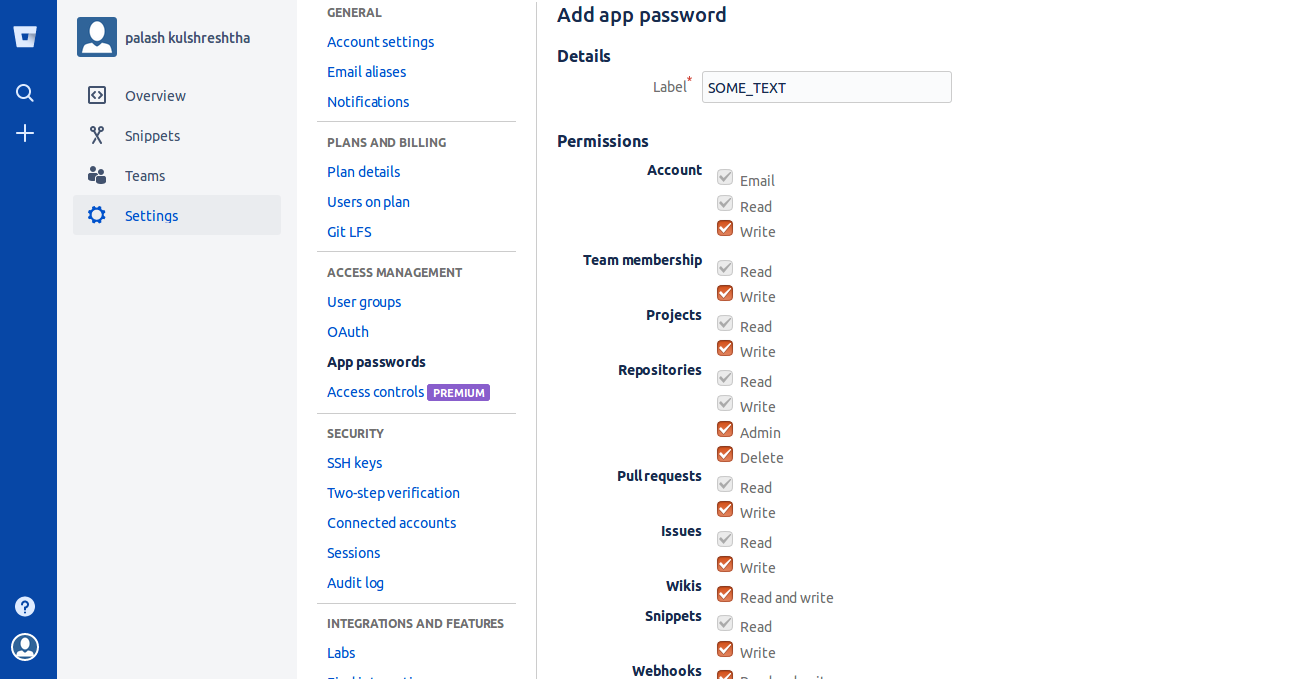 palash kulshreshtha
Overview
Snippets
Teams
Settings
GENERAL
Account settings
Email aliases
Notifications
PLANS AND BILLING
Plan details
Users on plan
Git LFS
ACCESS MANAGEMENT
User groups
OAuth
App passwords
Access controls PREMIUM
SECURITY
SSH keys
Two-step verification
Connected accounts
Sessions
Audit log
INTEGRATIONS AND FEATURES
Labs
Add app password
Details
Label* SOME_TEXT
Permissions
Account Email
Read
Write
Team membership Read
Write
Projects Read
Write
Repositories Read
Write
Admin
Delete
Pull requests Read
Write
Issues Read
Write
Wikis Read and write
Snippets Read
Write
Webhooks